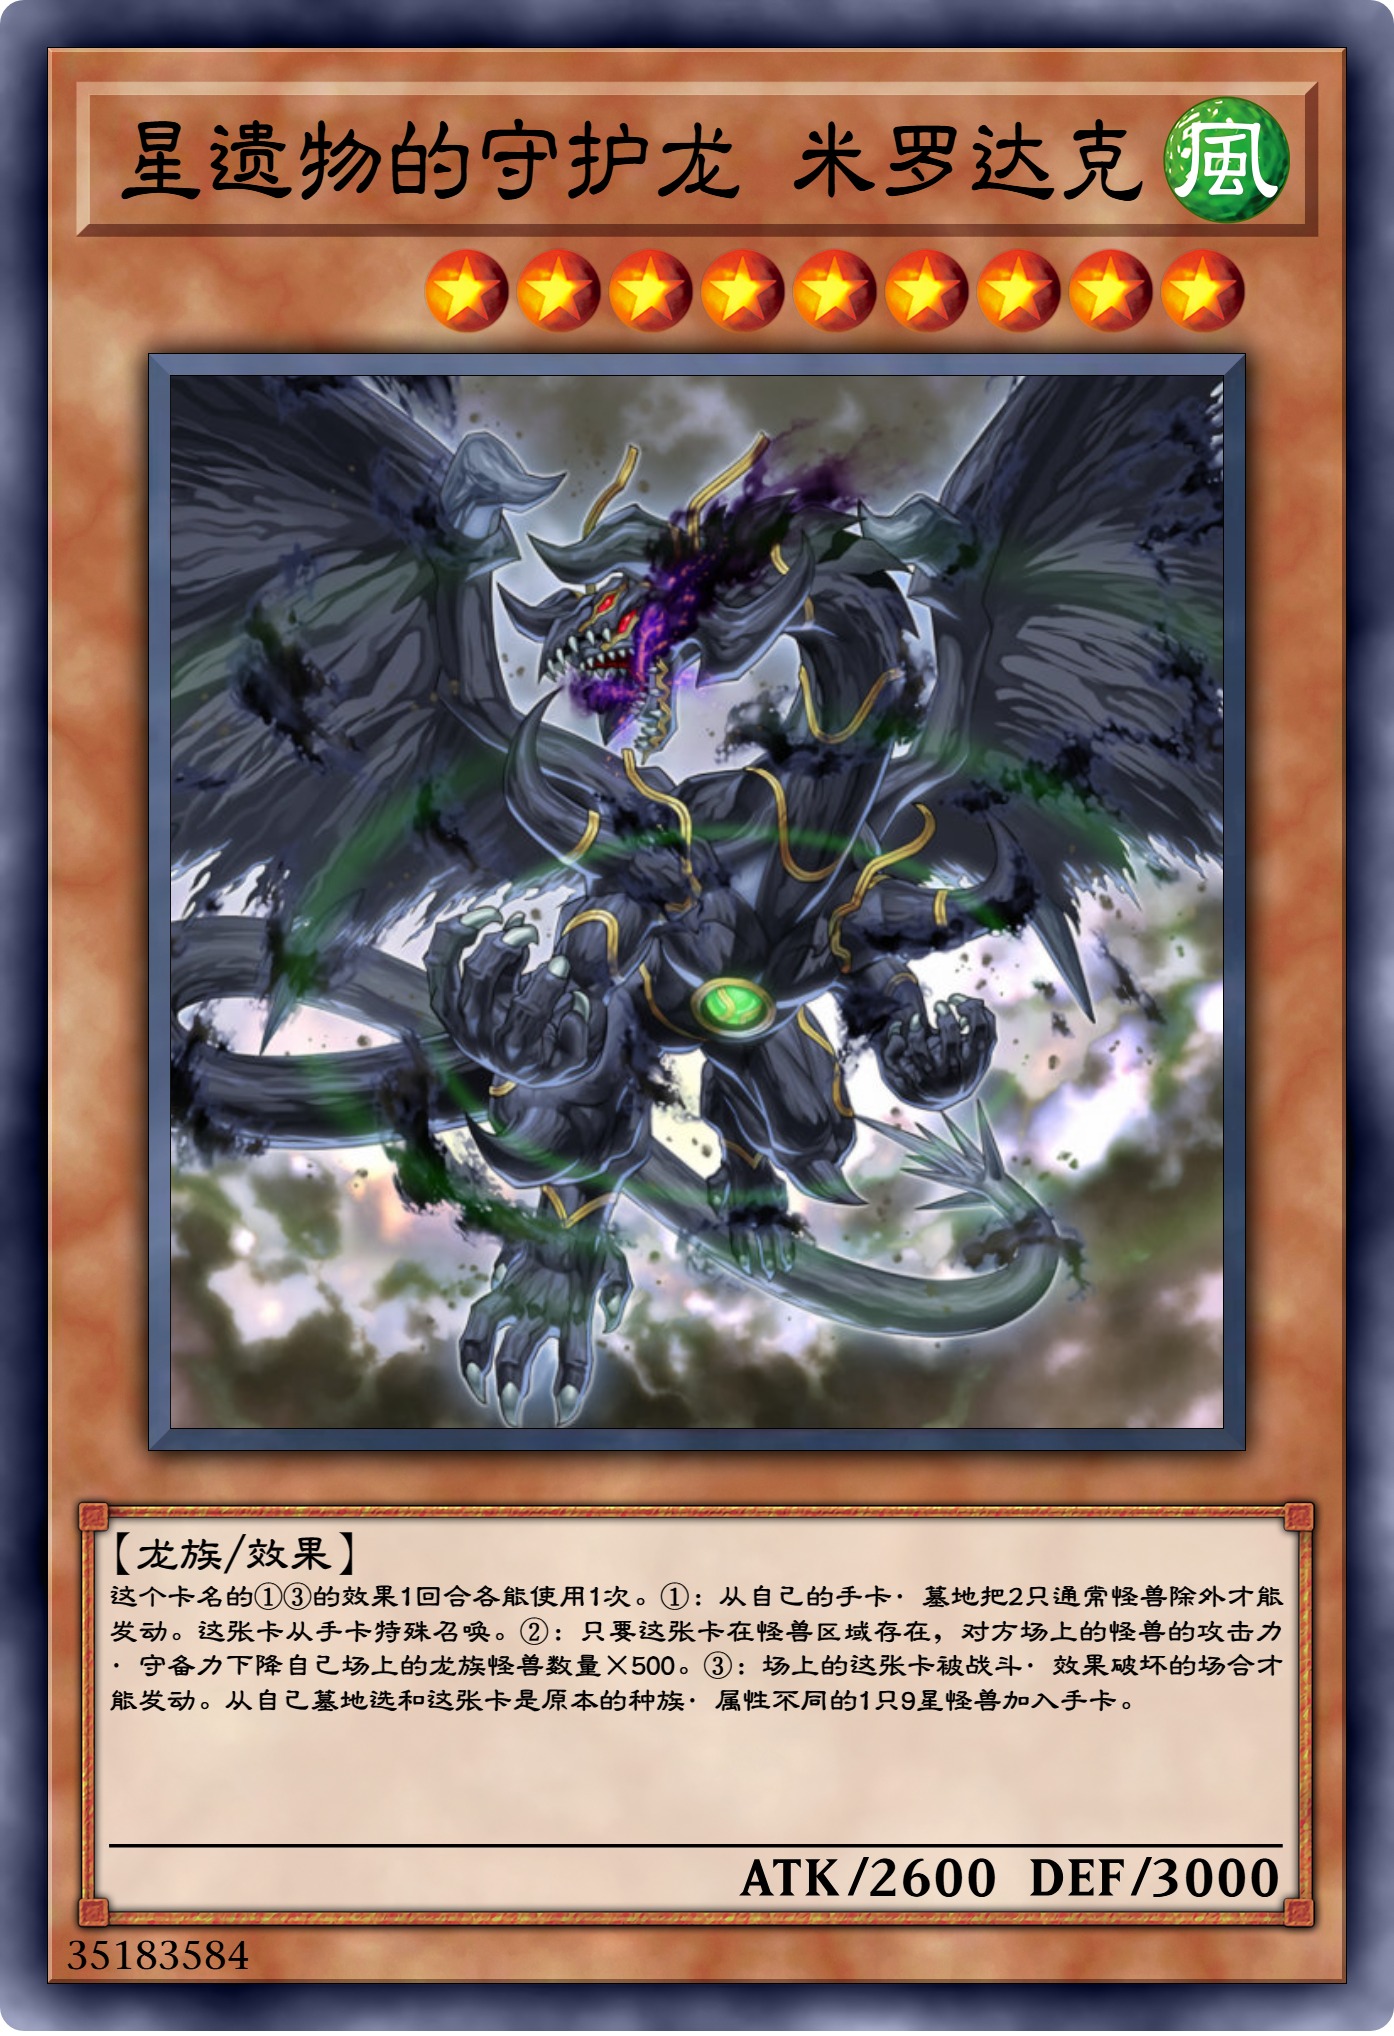 星遗物的守护龙 米罗达克
風
【龙族/效果】
这个卡名的①③的效果1回合各能使用1次。①：从自己的手卡·墓地把2只通常怪兽除外才能
发动。这张卡从手卡特殊召唤。②：只要这张卡在怪兽区域存在，对方场上的怪兽的攻击力
·守备力下降自己场上的龙族怪兽数量×500。③：场上的这张卡被战斗·效果破坏的场合才
能发动。从自己墓地选和这张卡是原本的种族·属性不同的1只9星怪兽加入手卡。
ATK/2600 DEF/3000
35183584